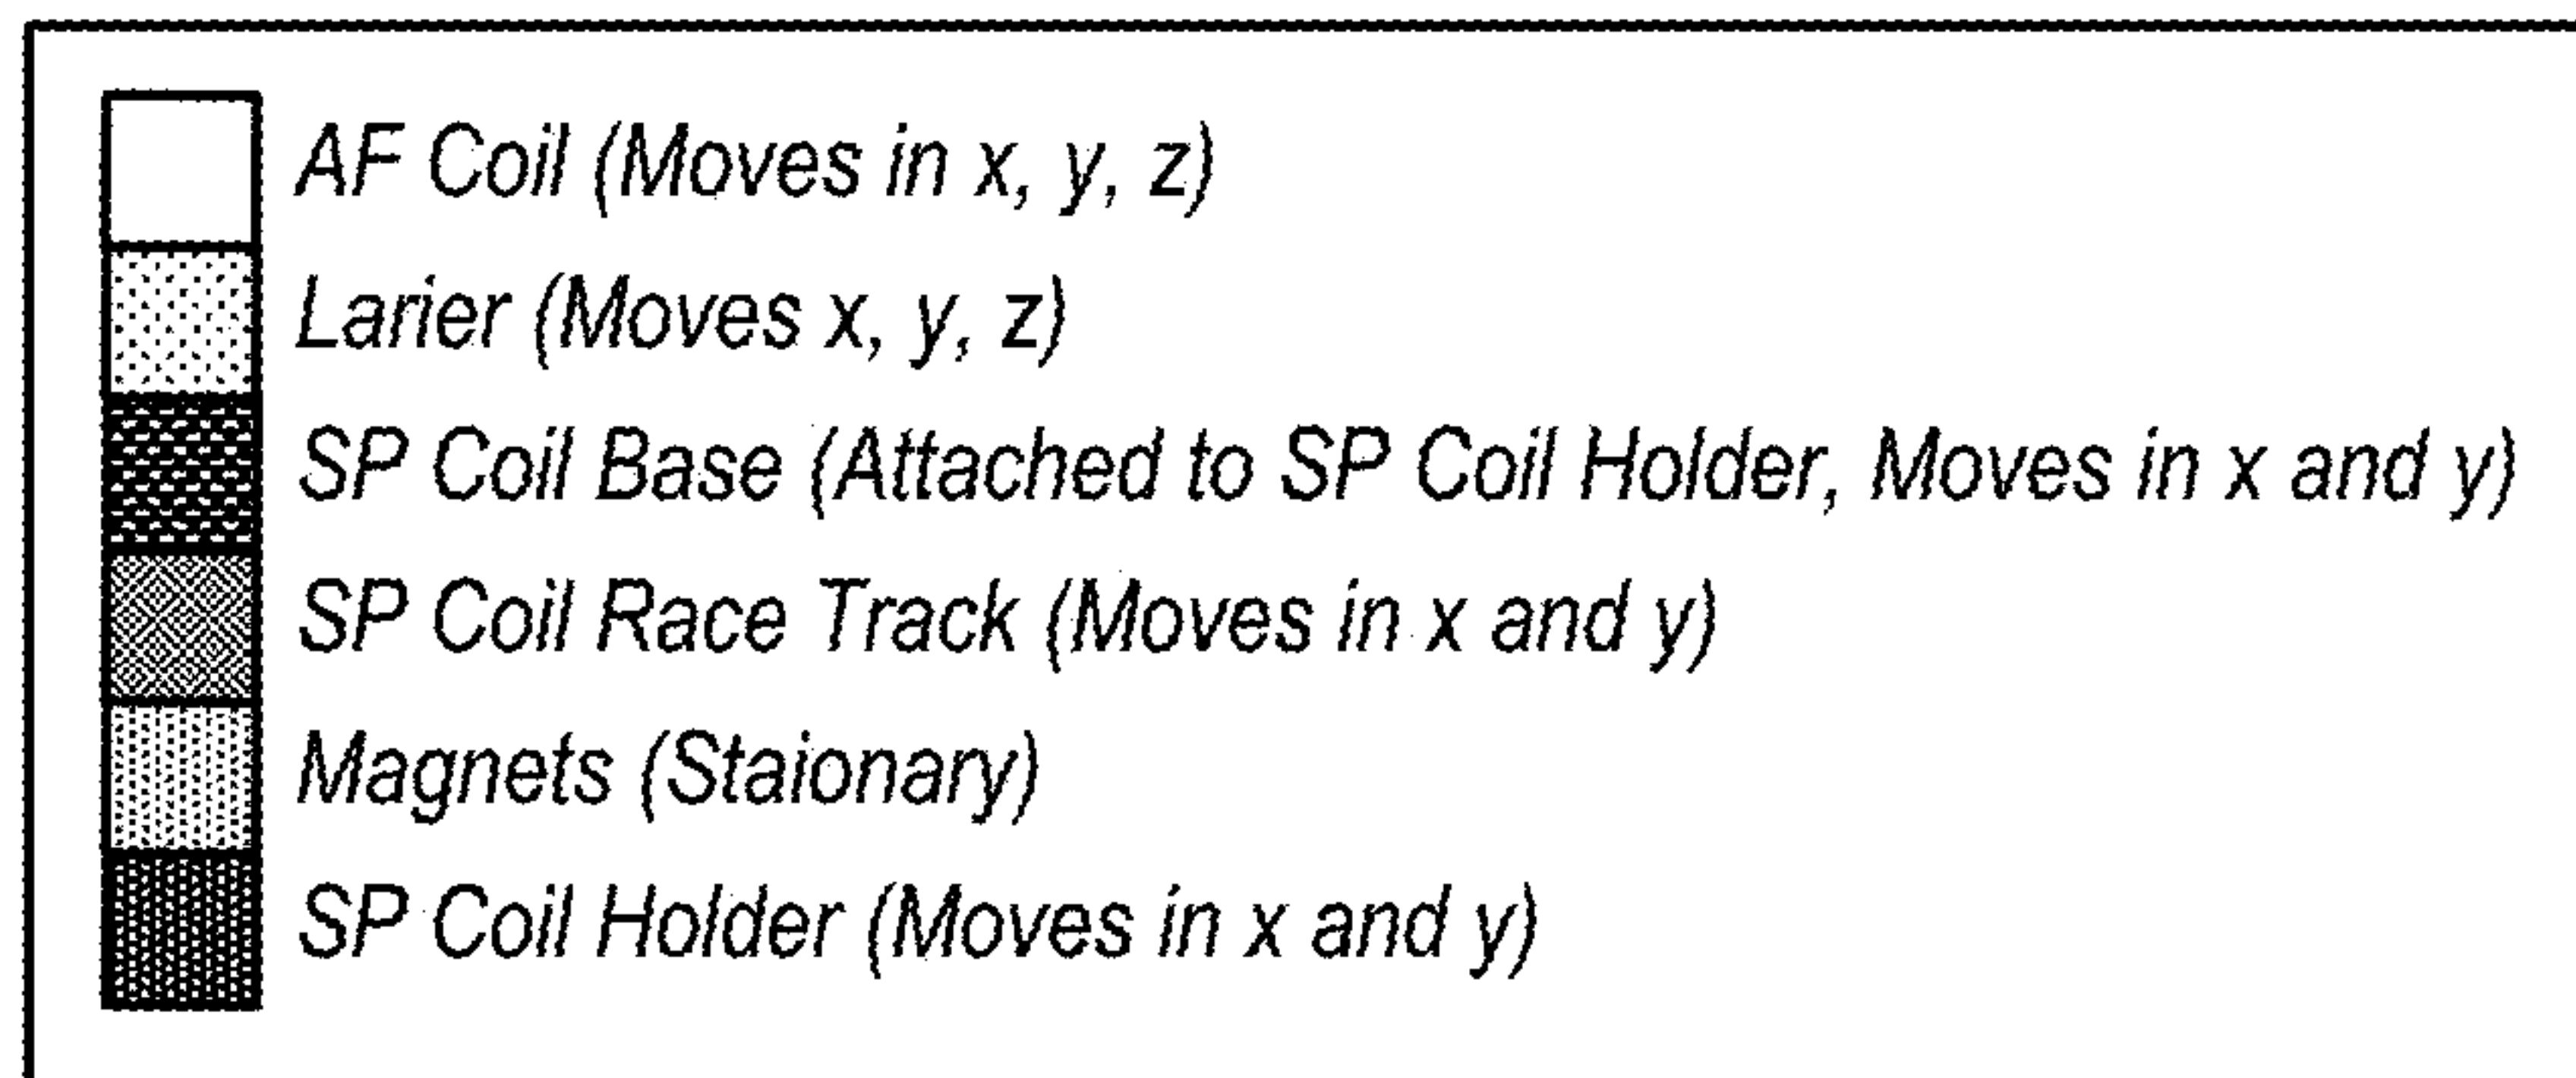 AF Coil (Moves in x, y, z)
Larier (Moves x, y, z)
SP Coil Base (Attached to SP Coil Holder, Moves in x and y)
SP Coil Race Track (Moves in x and y)
Magnets (Staionary)
SP Coil Holder (Moves in x and y)